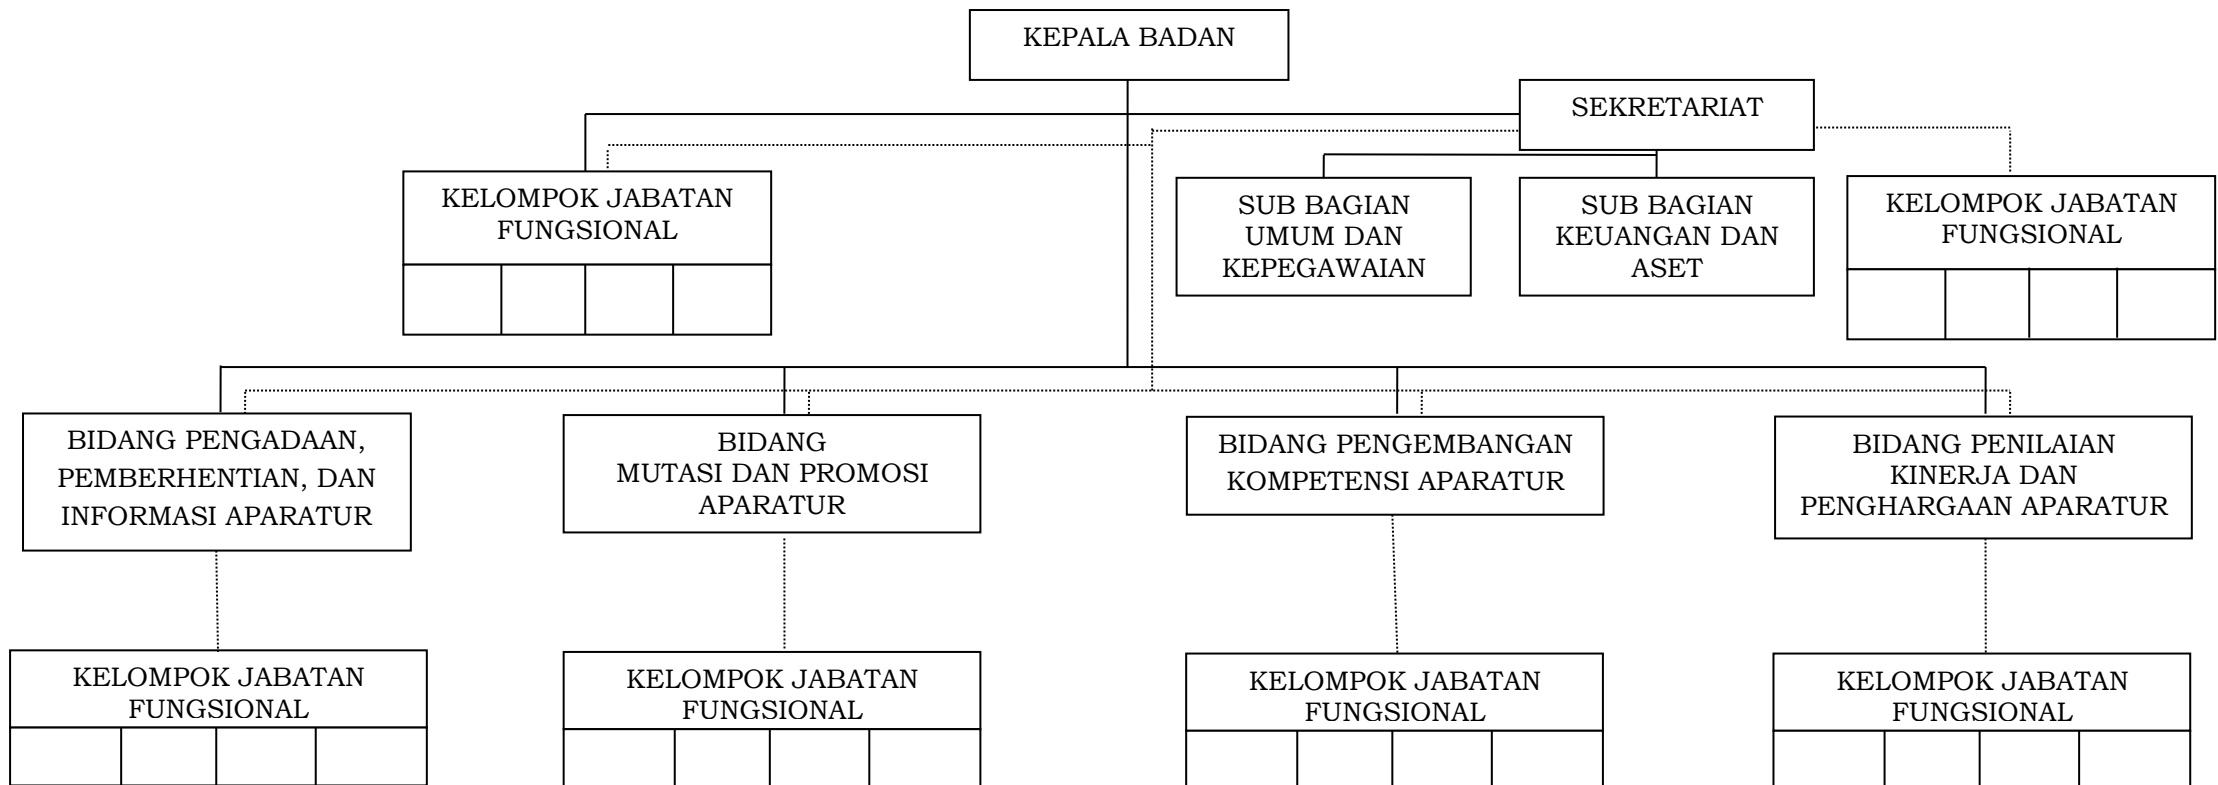 KEPALA BADAN
SEKRETARIAT
KELOMPOK JABATAN
FUNGSIONAL
SUB BAGIAN
UMUM DAN
KEPEGAWAIAN
SUB BAGIAN
KEUANGAN DAN
ASET
KELOMPOK JABATAN
FUNGSIONAL
BIDANG PENGADAAN,
PEMBERHENTIAN, DAN
INFORMASI APARATUR
BIDANG
MUTASI DAN PROMOSI
APARATUR
BIDANG PENGEMBANGAN
KOMPETENSI APARATUR
BIDANG PENILAIAN
KINERJA DAN
PENGHARGAAN APARATUR
KELOMPOK JABATAN
FUNGSIONAL
KELOMPOK JABATAN
FUNGSIONAL
KELOMPOK JABATAN
FUNGSIONAL
KELOMPOK JABATAN
FUNGSIONAL